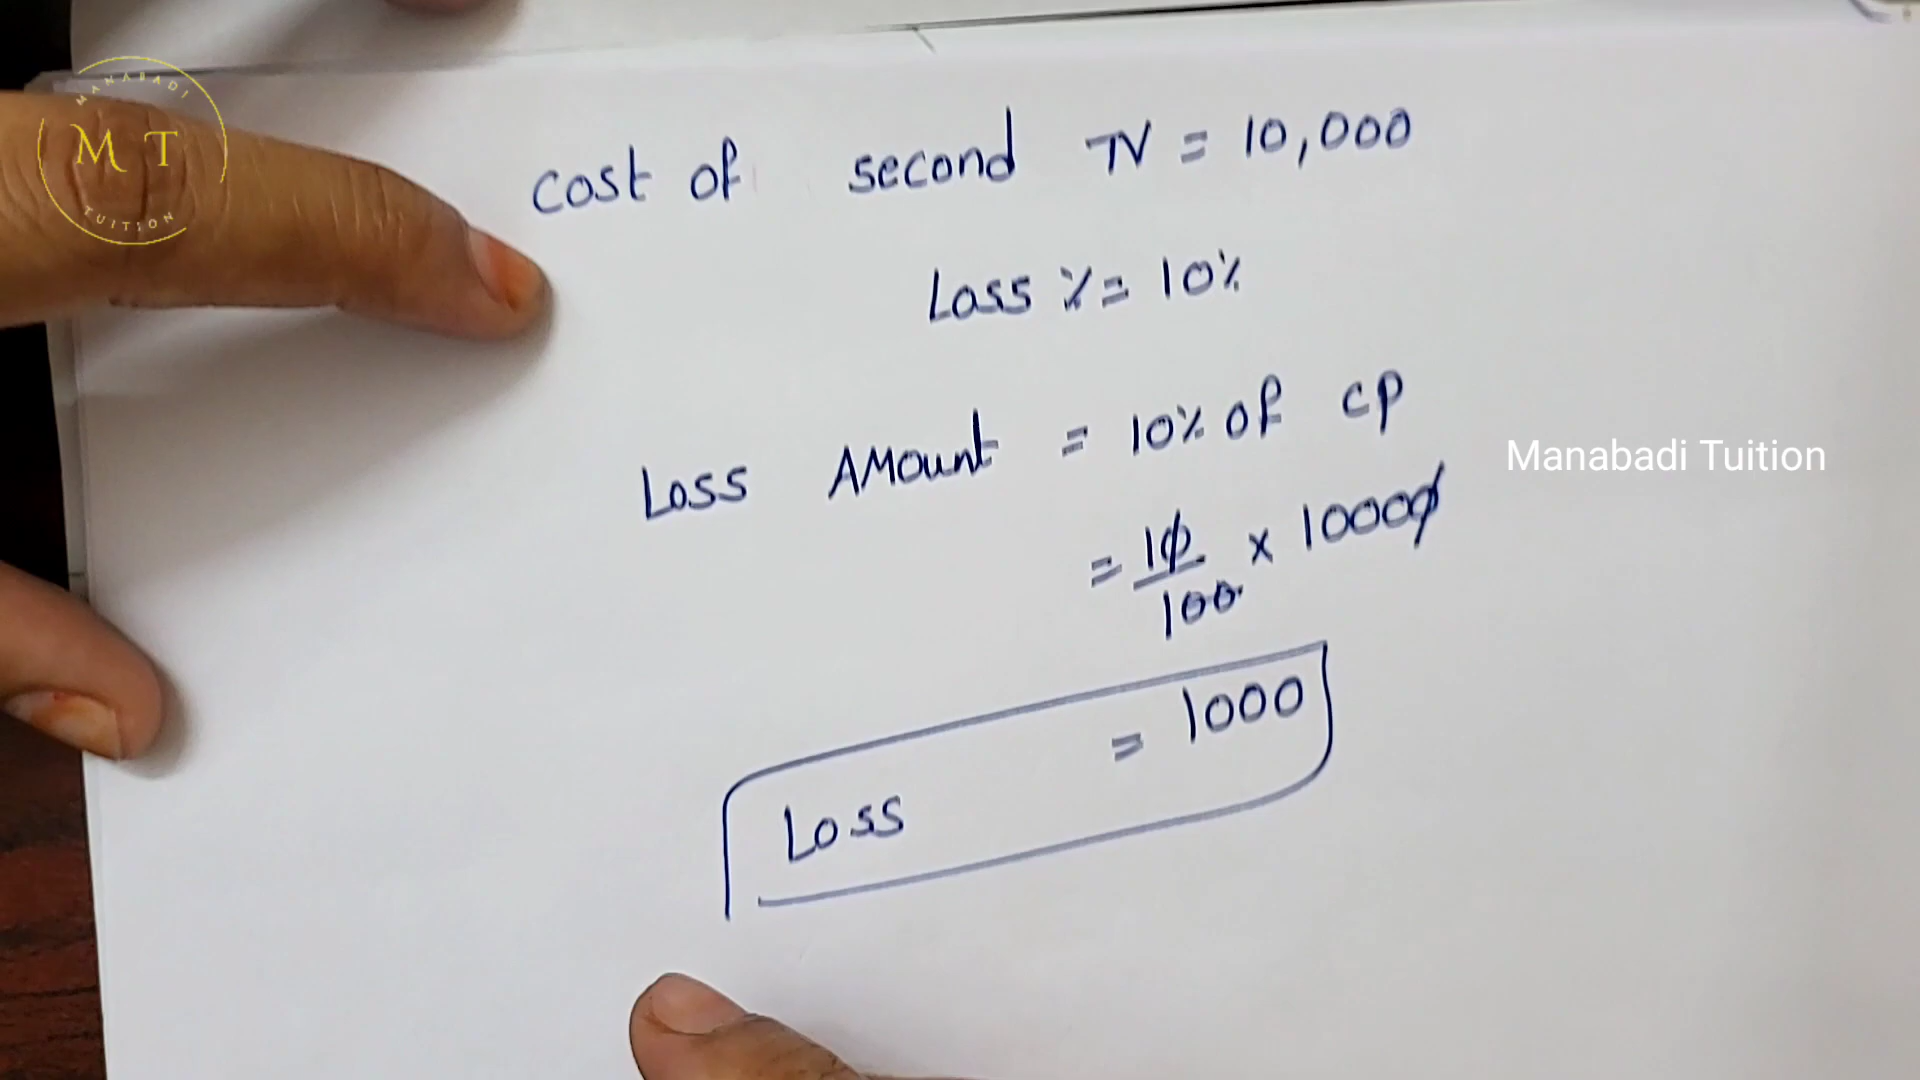 MANABADI
MT
TUITION
cost of second TV = 10,000
Loss % = 10%
Loss AMount = 10% of CP
Manabadi Tuition
= 10/100 x 10000
= 1000
Loss